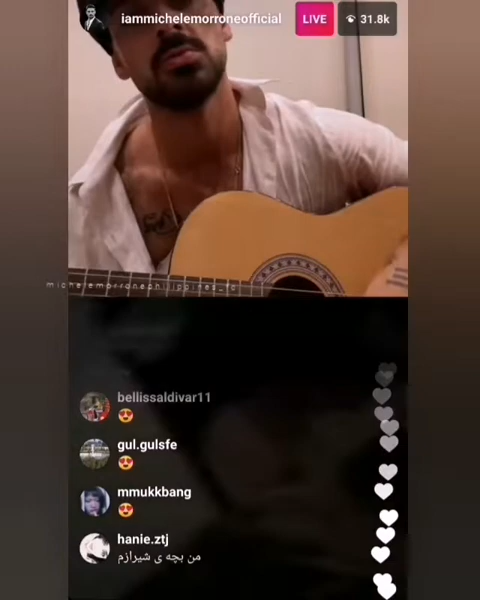 iammichelemorroneofficial
LIVE
31.8k
michelemorronephilippines_fc
bellissaldivar11
😍
gul.gulsfe
😍
mmukkbang
😍
hanie.ztj
من بچه ی شیرازم